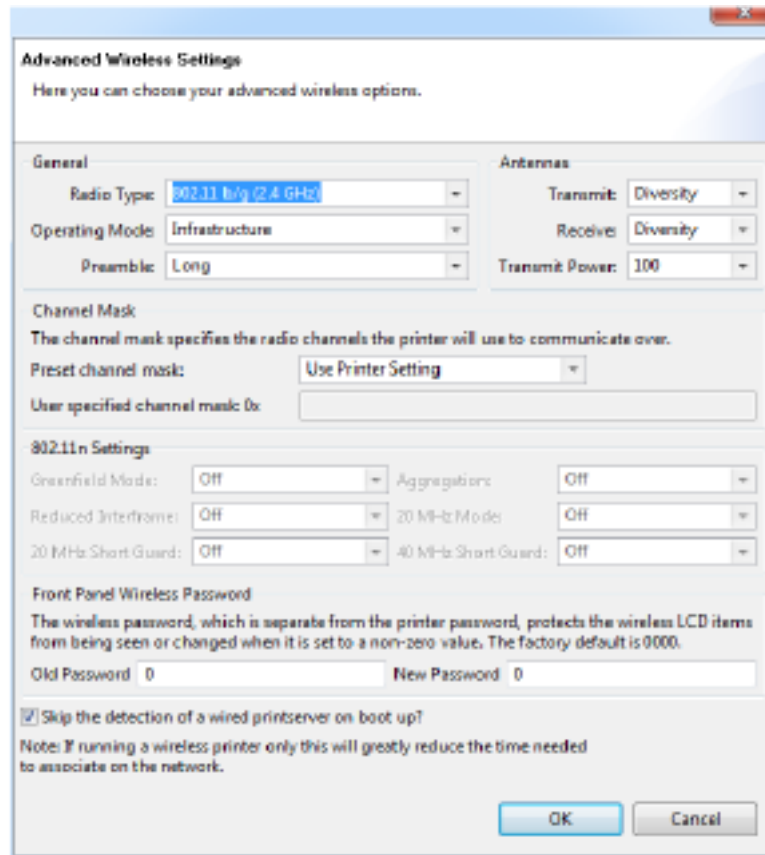 Advanced Wireless Settings
Here you can choose your advanced wireless options.
General
Radio Type: 802.11 b/g (2.4 GHz)
Operating Mode: Infrastructure
Preamble: Long
Antennas
Transmit: Diversity
Receive: Diversity
Transmit Power: 100
Channel Mask
The channel mask specifies the radio channels the printer will use to communicate over.
Preset channel mask: Use Printer Setting
User specified channel mask: 0x
802.11n Settings
Greenfield Mode: Off Aggregation: Off
Reduced Interframe: Off 20 MHz Mode: Off
20 MHz Short Guard: Off 40 MHz Short Guard: Off
Front Panel Wireless Password
The wireless password, which is separate from the printer password, protects the wireless LCD items
from being seen or changed when it is set to a non-zero value. The factory default is 0000.
Old Password 0 New Password 0
Skip the detection of a wired printserver on boot up?
Note: If running a wireless printer only this will greatly reduce the time needed
to associate on the network.
OK Cancel